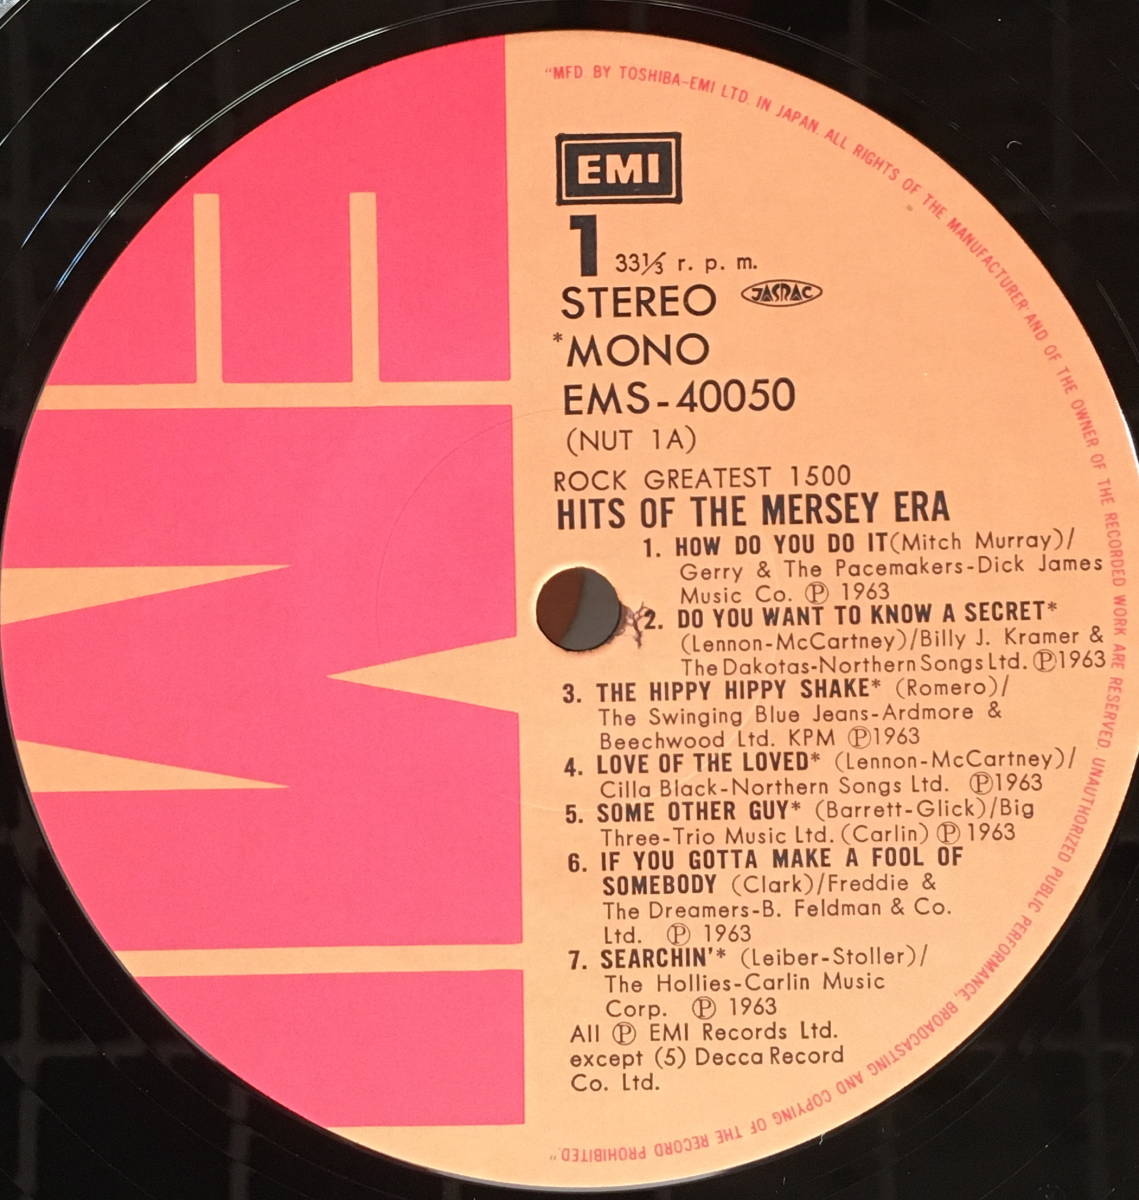 "MFD. BY TOSHIBA-EMI LTD. IN JAPAN. ALL RIGHTS OF THE MANUFACTURER AND OF THE OWNER OF THE RECORDED WORK ARE RESERVED. UNAUTHORIZED PUBLIC PERFORMANCE, BROADCASTING AND COPYING OF THE RECORD PROHIBITED."
EMI
1 33⅓ r. p. m.
STEREO JASRAC
*MONO
EMS-40050
(NUT 1A)
ROCK GREATEST 1500
HITS OF THE MERSEY ERA
1. HOW DO YOU DO IT(Mitch Murray)/
Gerry & The Pacemakers-Dick James
Music Co. Ⓟ 1963
2. DO YOU WANT TO KNOW A SECRET*
(Lennon-McCartney)/Billy J. Kramer &
The Dakotas-Northern Songs Ltd. Ⓟ1963
3. THE HIPPY HIPPY SHAKE* (Romero)/
The Swinging Blue Jeans-Ardmore &
Beechwood Ltd. KPM Ⓟ1963
4. LOVE OF THE LOVED* (Lennon-McCartney)/
Cilla Black-Northern Songs Ltd. Ⓟ1963
5. SOME OTHER GUY* (Barrett-Glick)/Big
Three-Trio Music Ltd. (Carlin) Ⓟ 1963
6. IF YOU GOTTA MAKE A FOOL OF
SOMEBODY (Clark)/Freddie &
The Dreamers-B. Feldman & Co.
Ltd. Ⓟ 1963
7. SEARCHIN'* (Leiber-Stoller)/
The Hollies-Carlin Music
Corp. Ⓟ 1963
All Ⓟ EMI Records Ltd.
except (5) Decca Record
Co. Ltd.
EMI